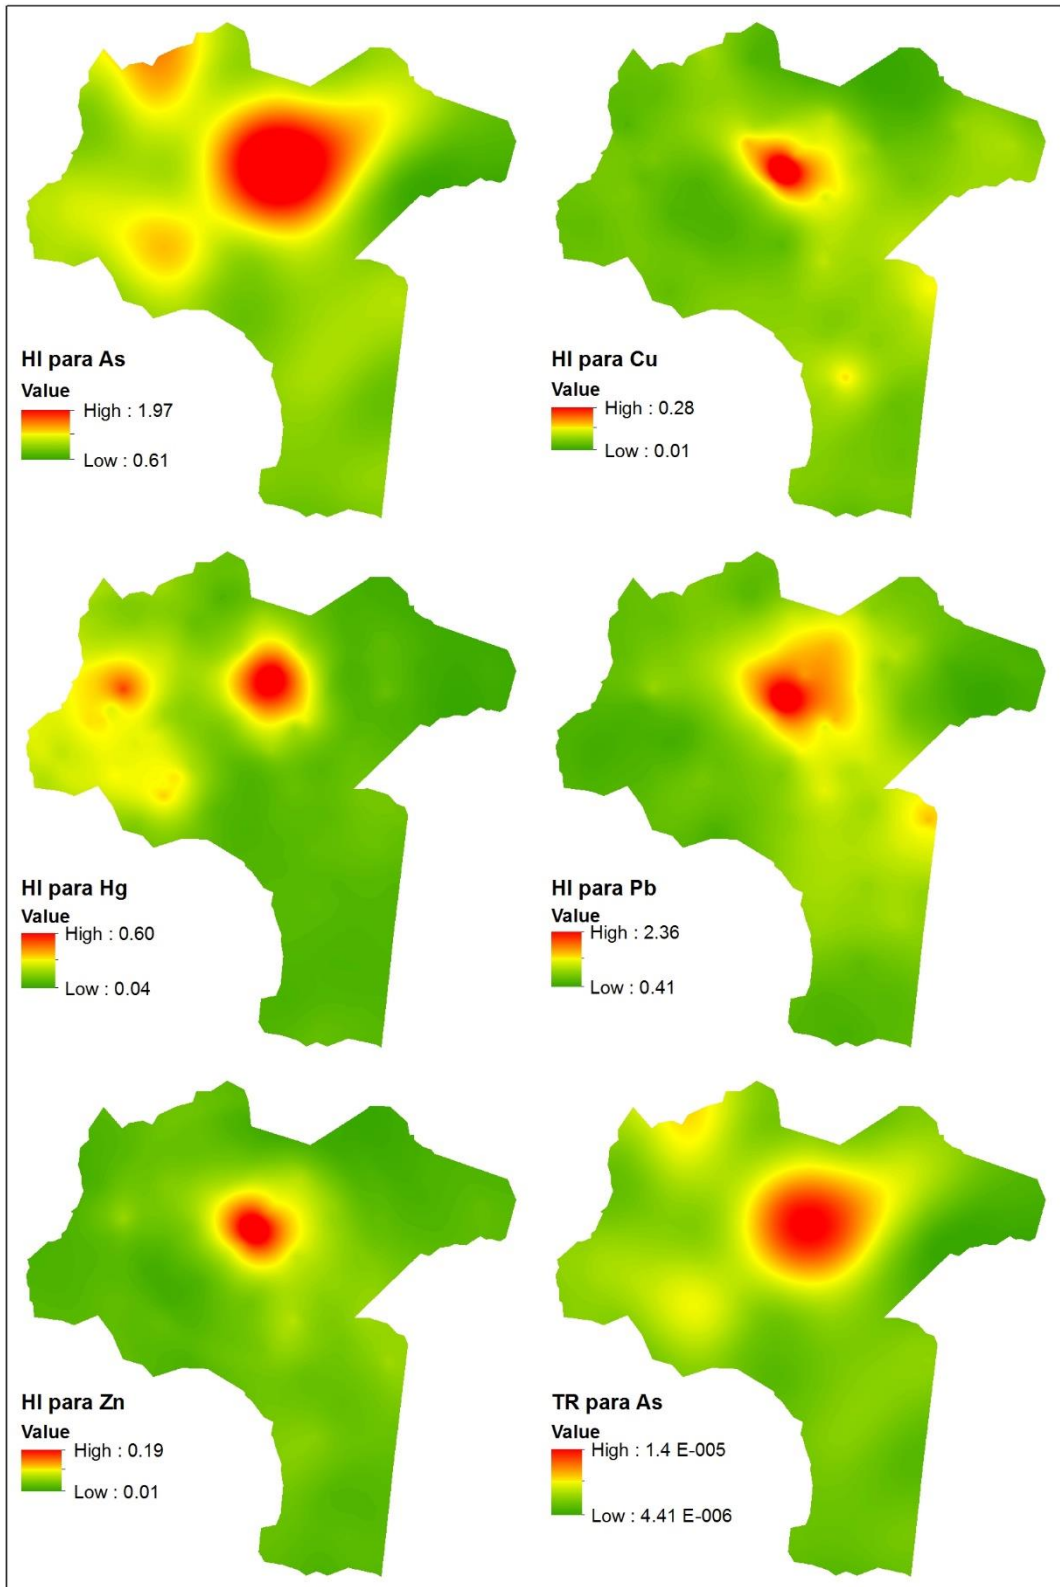 HI para As
Value
High : 1.97
Low : 0.61
HI para Cu
Value
High : 0.28
Low : 0.01
HI para Hg
Value
High : 0.60
Low : 0.04
HI para Pb
Value
High : 2.36
Low : 0.41
HI para Zn
Value
High : 0.19
Low : 0.01
TR para As
Value
High : 1.4 E-005
Low : 4.41 E-006